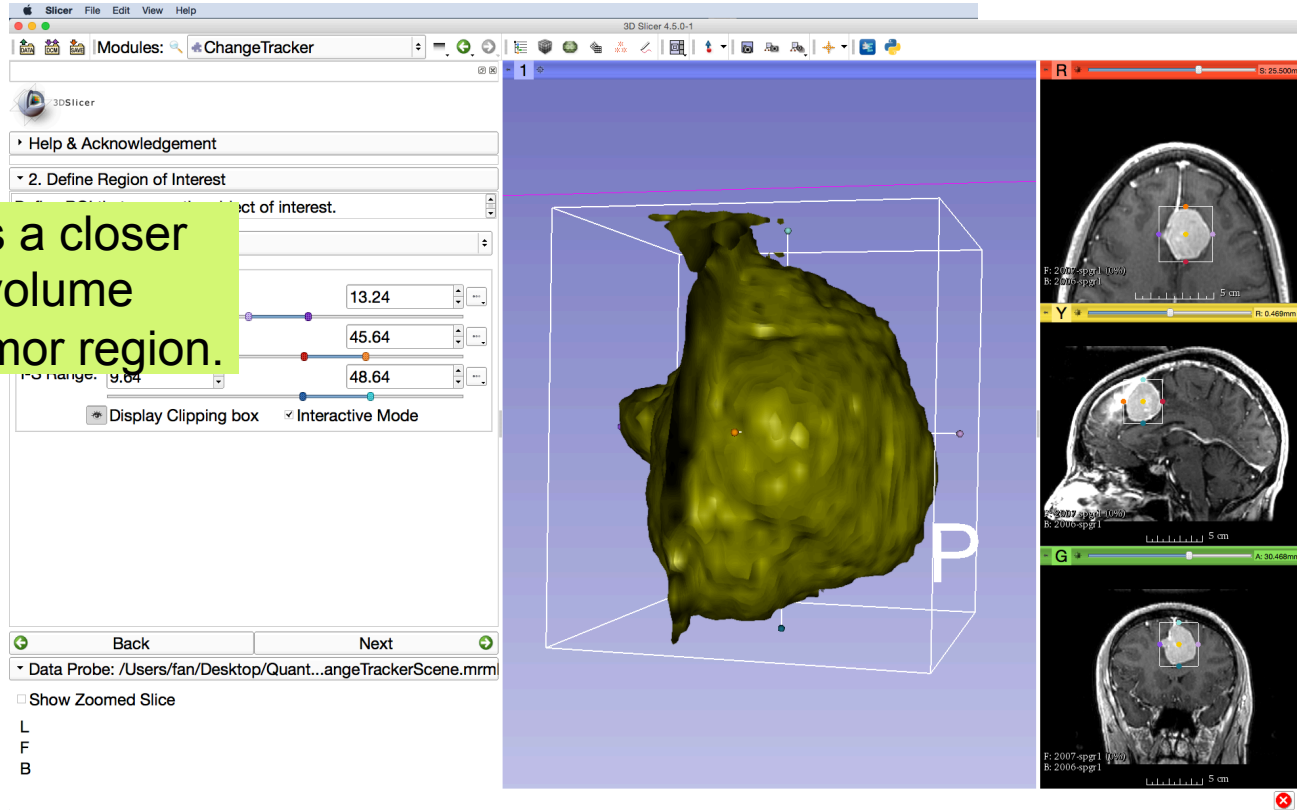 Slicer File Edit View Help
3D Slicer 4.5.0-1
DATA DCM SAVE Modules: ChangeTracker
3DSlicer
Help & Acknowledgement
2. Define Region of Interest
ect of interest.
s a closer
volume
mor region.
13.24
45.64
I-S Range: 9.64 48.64
Display Clipping box Interactive Mode
Back Next
Data Probe: /Users/fan/Desktop/Quant...angeTrackerScene.mrml
Show Zoomed Slice
L
F
B
1
P
R S: 25.500m
F: 2007-spgr1 (0%)
B: 2006-spgr1
5 cm
Y R: 0.469mm
F: 2007-spgr1 (0%)
B: 2006-spgr1
5 cm
G A: 30.468mm
F: 2007-spgr1 (0%)
B: 2006-spgr1
5 cm